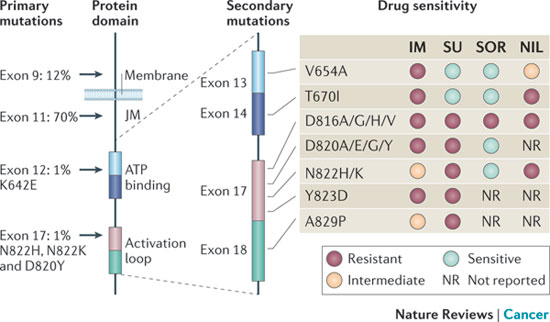 Primary
mutations
Protein
domain
Secondary
mutations
Drug sensitivity
Exon 9: 12%
Membrane
Exon 11: 70%
JM
Exon 12: 1%
K642E
ATP
binding
Exon 17: 1%
N822H, N822K
and D820Y
Activation
loop
Exon 13
Exon 14
Exon 17
Exon 18
IM SU SOR NIL
V654A
T670I
D816A/G/H/V
D820A/E/G/Y NR
N822H/K
Y823D NR NR
A829P NR NR
Resistant
Sensitive
Intermediate
NR Not reported
Nature Reviews | Cancer